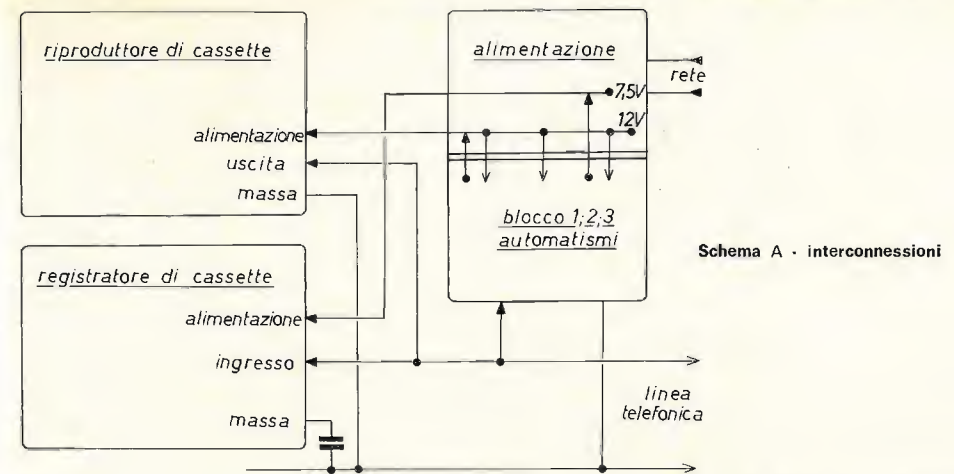 riproduttore di cassette
alimentazione
uscita
massa
alimentazione
rete
7,5V
12V
blocco 1;2;3
automatismi
Schema A - interconnessioni
registratore di cassette
alimentazione
ingresso
massa
linea
telefonica